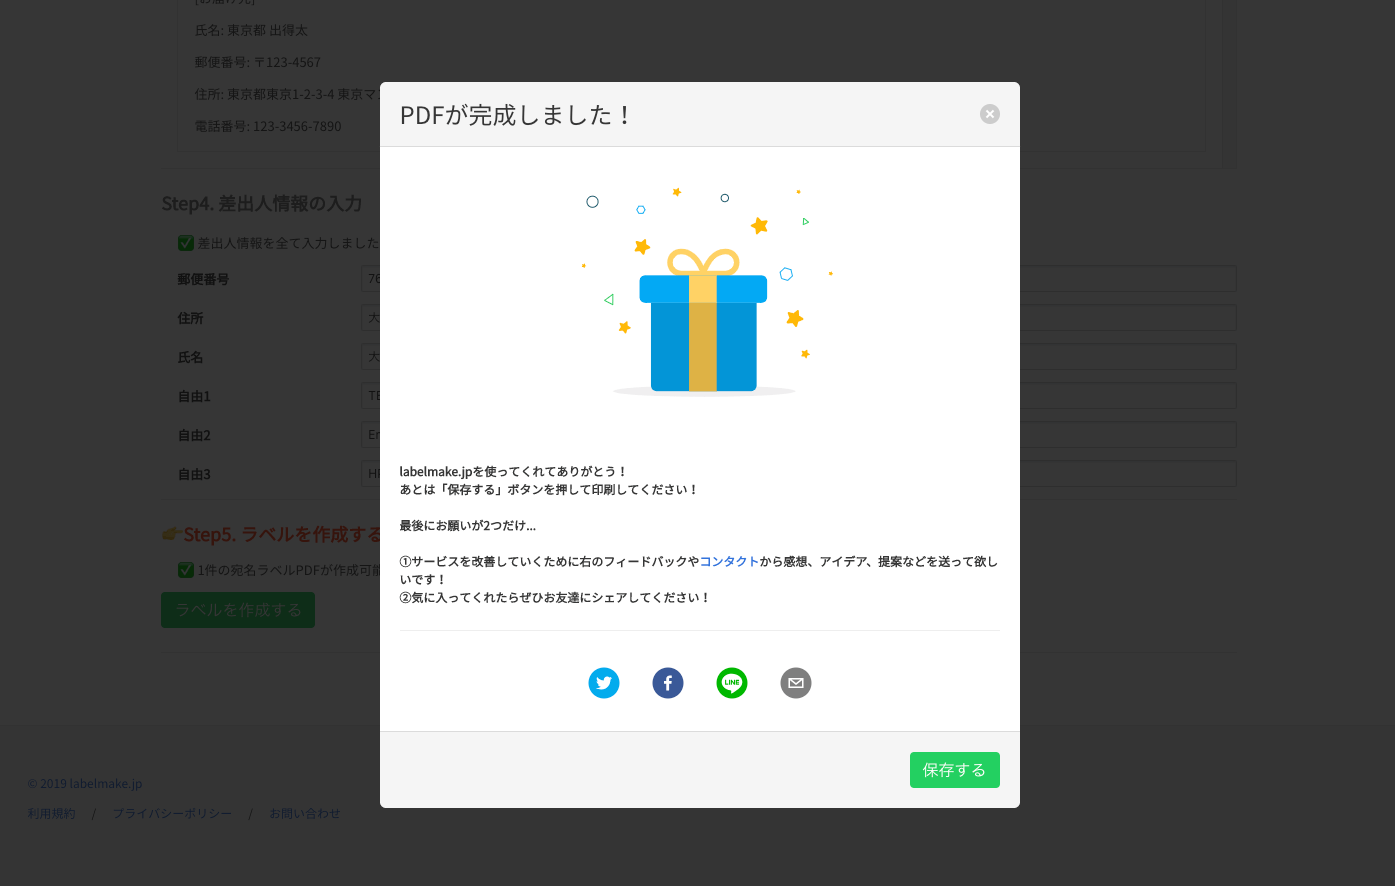 氏名: 東京都 出得太
郵便番号: 〒123-4567
住所: 東京都東京1-2-3-4 東京マ
電話番号: 123-3456-7890
Step4. 差出人情報の入力
差出人情報を全て入力しました
郵便番号
76
住所
大
氏名
大
自由1
TE
自由2
自由3
Step5. ラベルを作成する
1件の宛名ラベルPDFが作成可能
ラベルを作成する
PDFが完成しました！
labelmake.jpを使ってくれてありがとう！
あとは「保存する」ボタンを押して印刷してください！
最後にお願いが2つだけ...
①サービスを改善していくために右のフィードバックやコンタクトから感想、アイデア、提案などを送って欲し
いです！
②気に入ってくれたらぜひお友達にシェアしてください！
LINE
保存する
© 2019 labelmake.jp
利用規約 / プライバシーポリシー / お問い合わせ